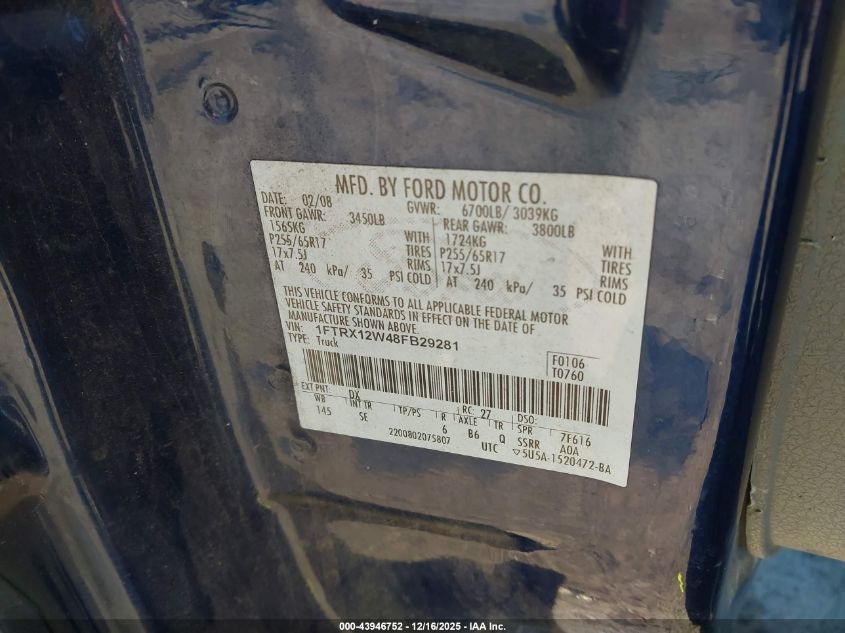 MFD. BY FORD MOTOR CO.
DATE: 02/08 GVWR: 6700LB/ 3039KG
FRONT GAWR: 3450LB REAR GAWR: 3800LB
1565KG WITH 1724KG WITH
P255/65R17 TIRES P255/65R17 TIRES
17x7.5J RIMS 17x7.5J RIMS
AT 240 kPa/ 35 PSI COLD AT 240 kPa/ 35 PSI COLD
THIS VEHICLE CONFORMS TO ALL APPLICABLE FEDERAL MOTOR
VEHICLE SAFETY STANDARDS IN EFFECT ON THE DATE OF
MANUFACTURE SHOWN ABOVE.
VIN: 1FTRX12W48FB29281
TYPE: Truck
F0106
T0760
EXT PNT: DX RC: 27 DSO:
WB INT TR TP/PS R AXLE TR SPR 7F616
145 SE 6 B6 Q SSRR A0A
2200802075807 UTC ▽5U5A-1520472-BA
000-43946752 - 12/16/2025 - IAA Inc.